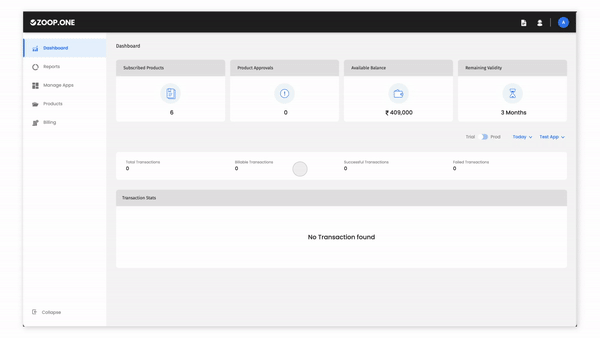 ZOOP.ONE
A
Dashboard
Reports
Manage Apps
Products
Billing
Collapse
Dashboard
Subscribed Products
6
Product Approvals
0
Available Balance
₹ 409,000
Remaining Validity
3 Months
Trial Prod Today Test App
Total Transactions
0
Billable Transactions
0
Successful Transactions
0
Failed Transactions
0
Transaction Stats
No Transaction found